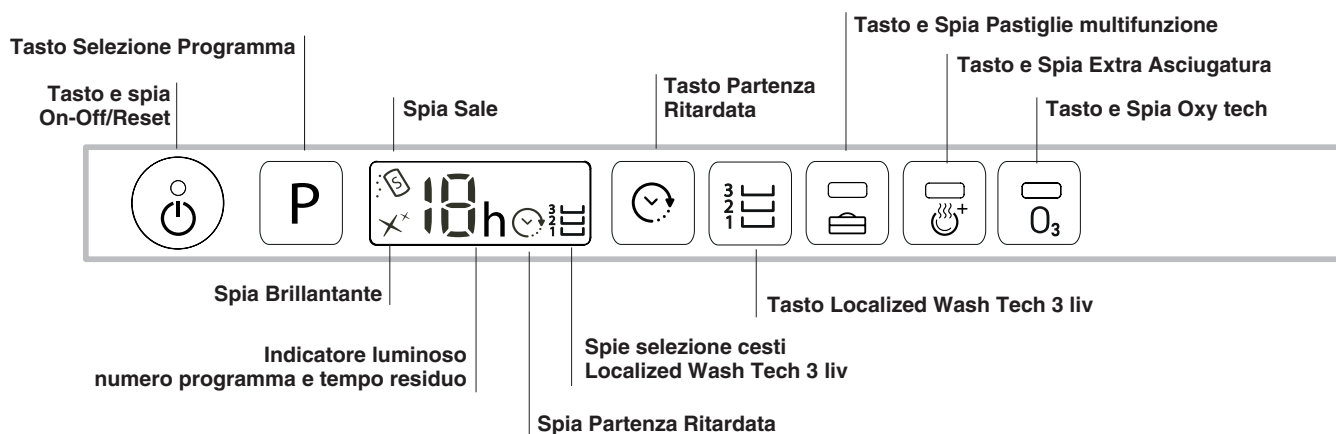 Tasto e Spia Pastiglie multifunzione
Tasto Selezione Programma
Tasto e Spia Extra Asciugatura
Tasto e spia
On-Off/Reset
Spia Sale
Tasto Partenza
Ritardata
Tasto e Spia Oxy tech
P
S
18h
3
2
1
3
2
1
+
O3
Spia Brillantante
Tasto Localized Wash Tech 3 liv
Indicatore luminoso
numero programma e tempo residuo
Spie selezione cesti
Localized Wash Tech 3 liv
Spia Partenza Ritardata